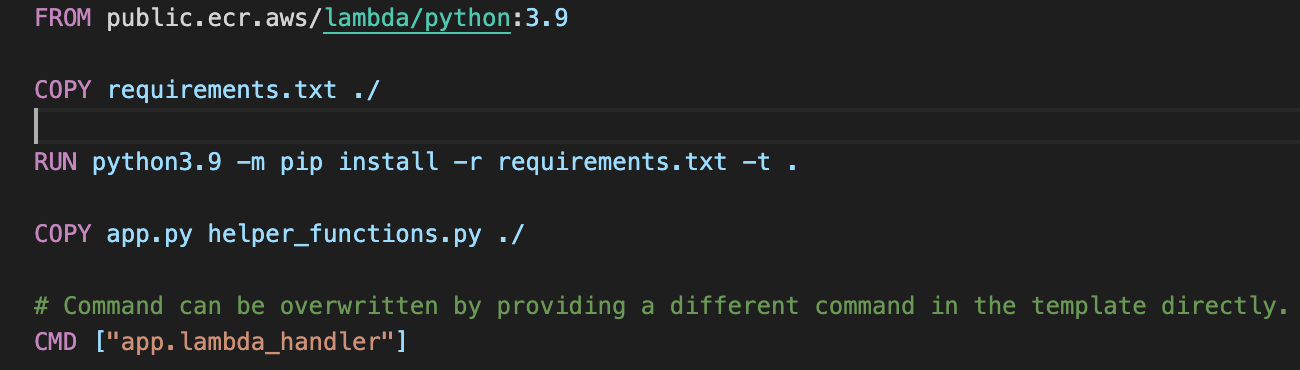 FROM public.ecr.aws/lambda/python:3.9
COPY requirements.txt ./
RUN python3.9 -m pip install -r requirements.txt -t .
COPY app.py helper_functions.py ./
# Command can be overwritten by providing a different command in the template directly.
CMD ["app.lambda_handler"]